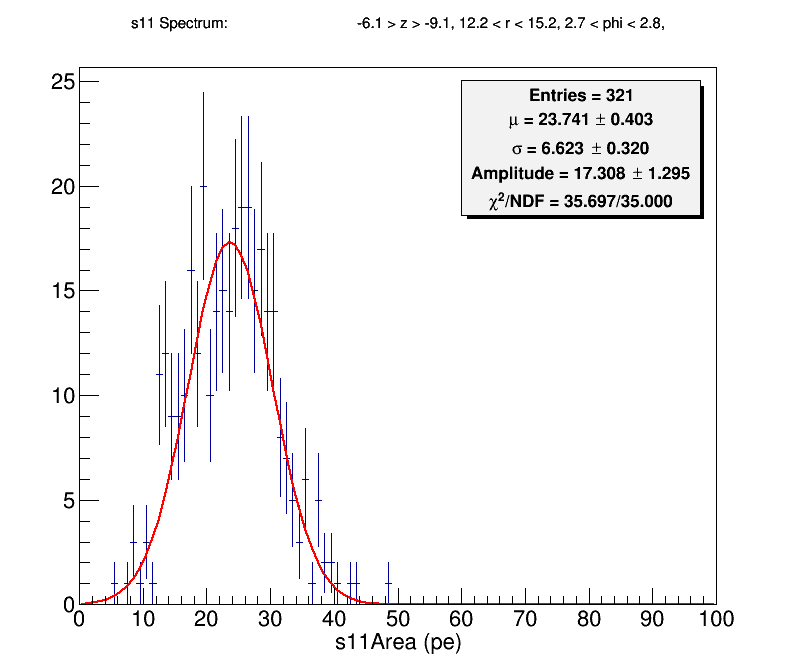 s11 Spectrum: -6.1 > z > -9.1, 12.2 < r < 15.2, 2.7 < phi < 2.8,
Entries = 321
μ = 23.741 ± 0.403
σ = 6.623 ± 0.320
Amplitude = 17.308 ± 1.295
χ²/NDF = 35.697/35.000
25
20
15
10
5
0
0 10 20 30 40 50 60 70 80 90 100
s11Area (pe)